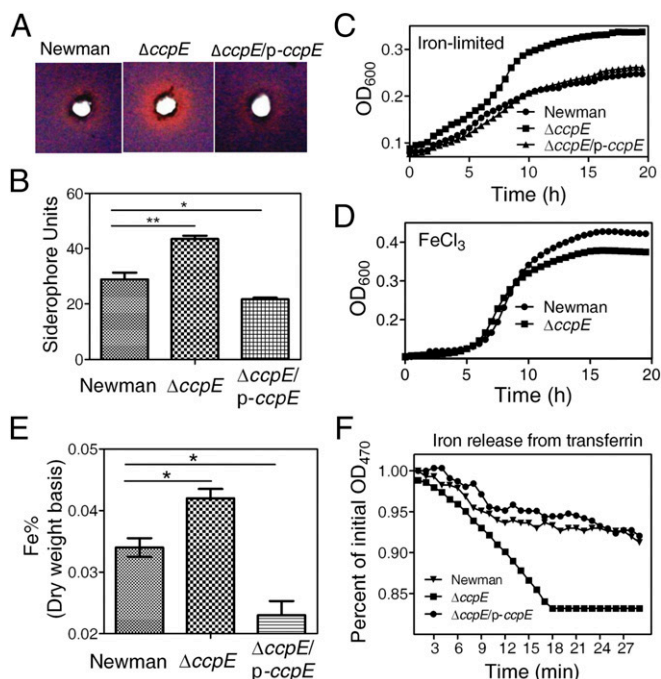 A
Newman
ΔccpE
ΔccpE/p-ccpE
B
Siderophore Units
60
40
20
0
**
*
Newman
ΔccpE
ΔccpE/
p-ccpE
C
Iron-limited
OD600
0.3
0.2
0.1
Newman
ΔccpE
ΔccpE/p-ccpE
0
5
10
15
20
Time (h)
D
FeCl3
OD600
0.4
0.3
0.2
Newman
ΔccpE
0
5
10
15
20
Time (h)
E
Fe%
(Dry weight basis)
0.05
0.04
0.03
0.02
*
*
Newman
ΔccpE
ΔccpE/
p-ccpE
F
Iron release from transferrin
Percent of initial OD470
1.00
0.95
0.90
0.85
Newman
ΔccpE
ΔccpE/p-ccpE
3 6 9 12 15 18 21 24 27
Time (min)